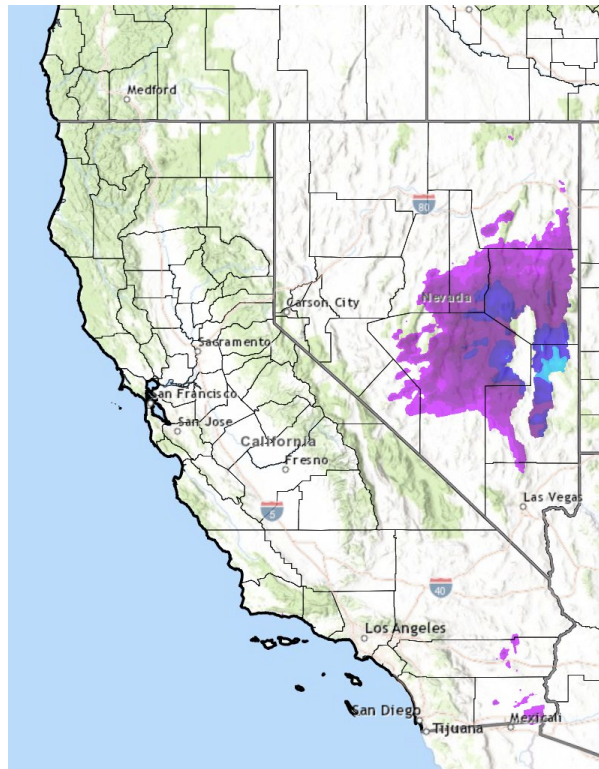 Medford
80
Nevada
Carson City
Sacramento
San Francisco
San Jose
California
Fresno
5
Las Vegas
40
Los Angeles
San Diego
Mexicali
Tijuana